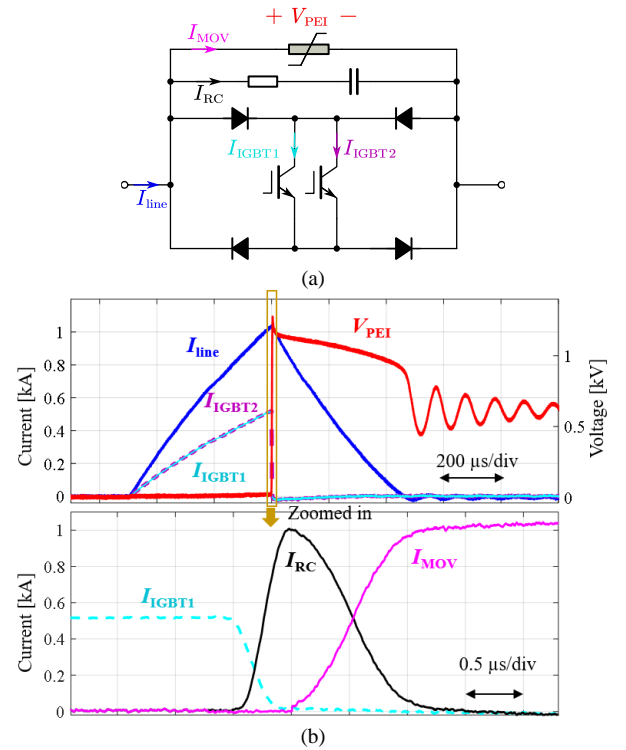 + V_PEI −
I_MOV
I_RC
I_IGBT1 I_IGBT2
I_line
(a)
Current [kA]
1
0.8
0.6
0.4
0.2
0
I_line
V_PEI
I_IGBT2
I_IGBT1
200 µs/div
1
0.5
0
Voltage [kV]
Zoomed in
Current [kA]
1
0.8
0.6
0.4
0.2
0
I_RC
I_MOV
I_IGBT1
0.5 µs/div
(b)